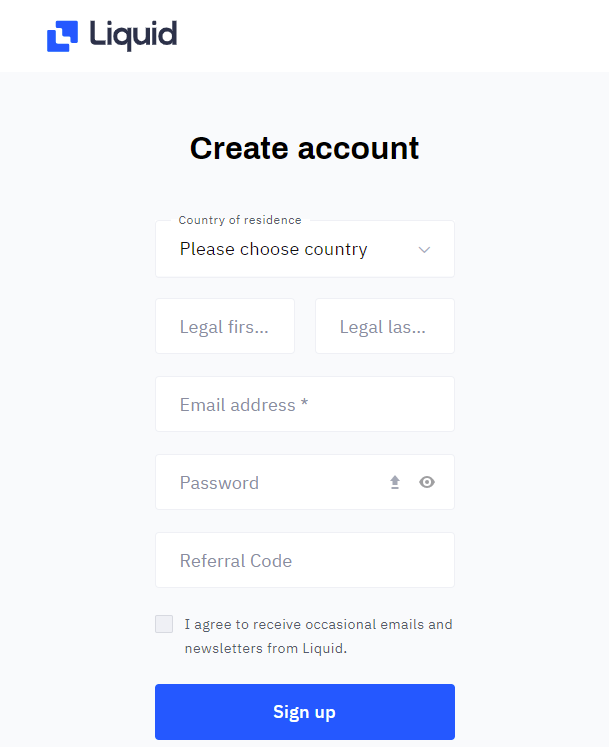 Liquid
Create account
Country of residence
Please choose country
Legal firs...
Legal las...
Email address *
Password
Referral Code
I agree to receive occasional emails and
newsletters from Liquid.
Sign up